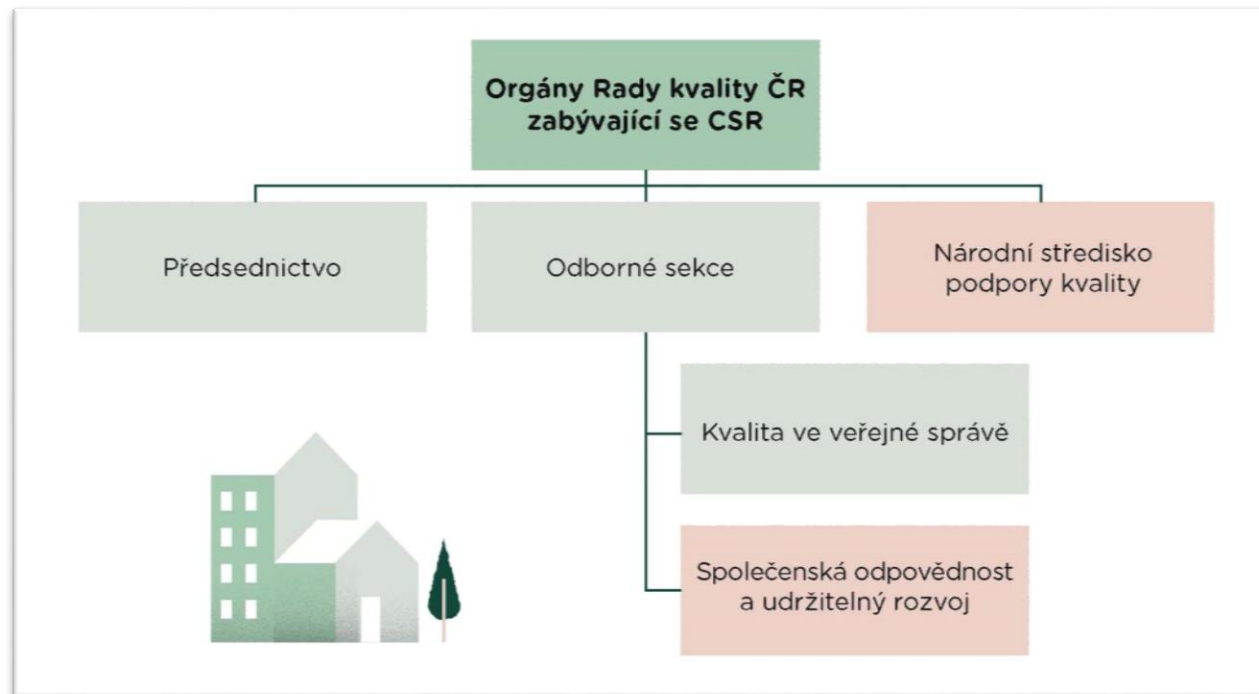 Orgány Rady kvality ČR
zabývající se CSR
Předsednictvo
Odborné sekce
Národní středisko
podpory kvality
Kvalita ve veřejné správě
Společenská odpovědnost
a udržitelný rozvoj